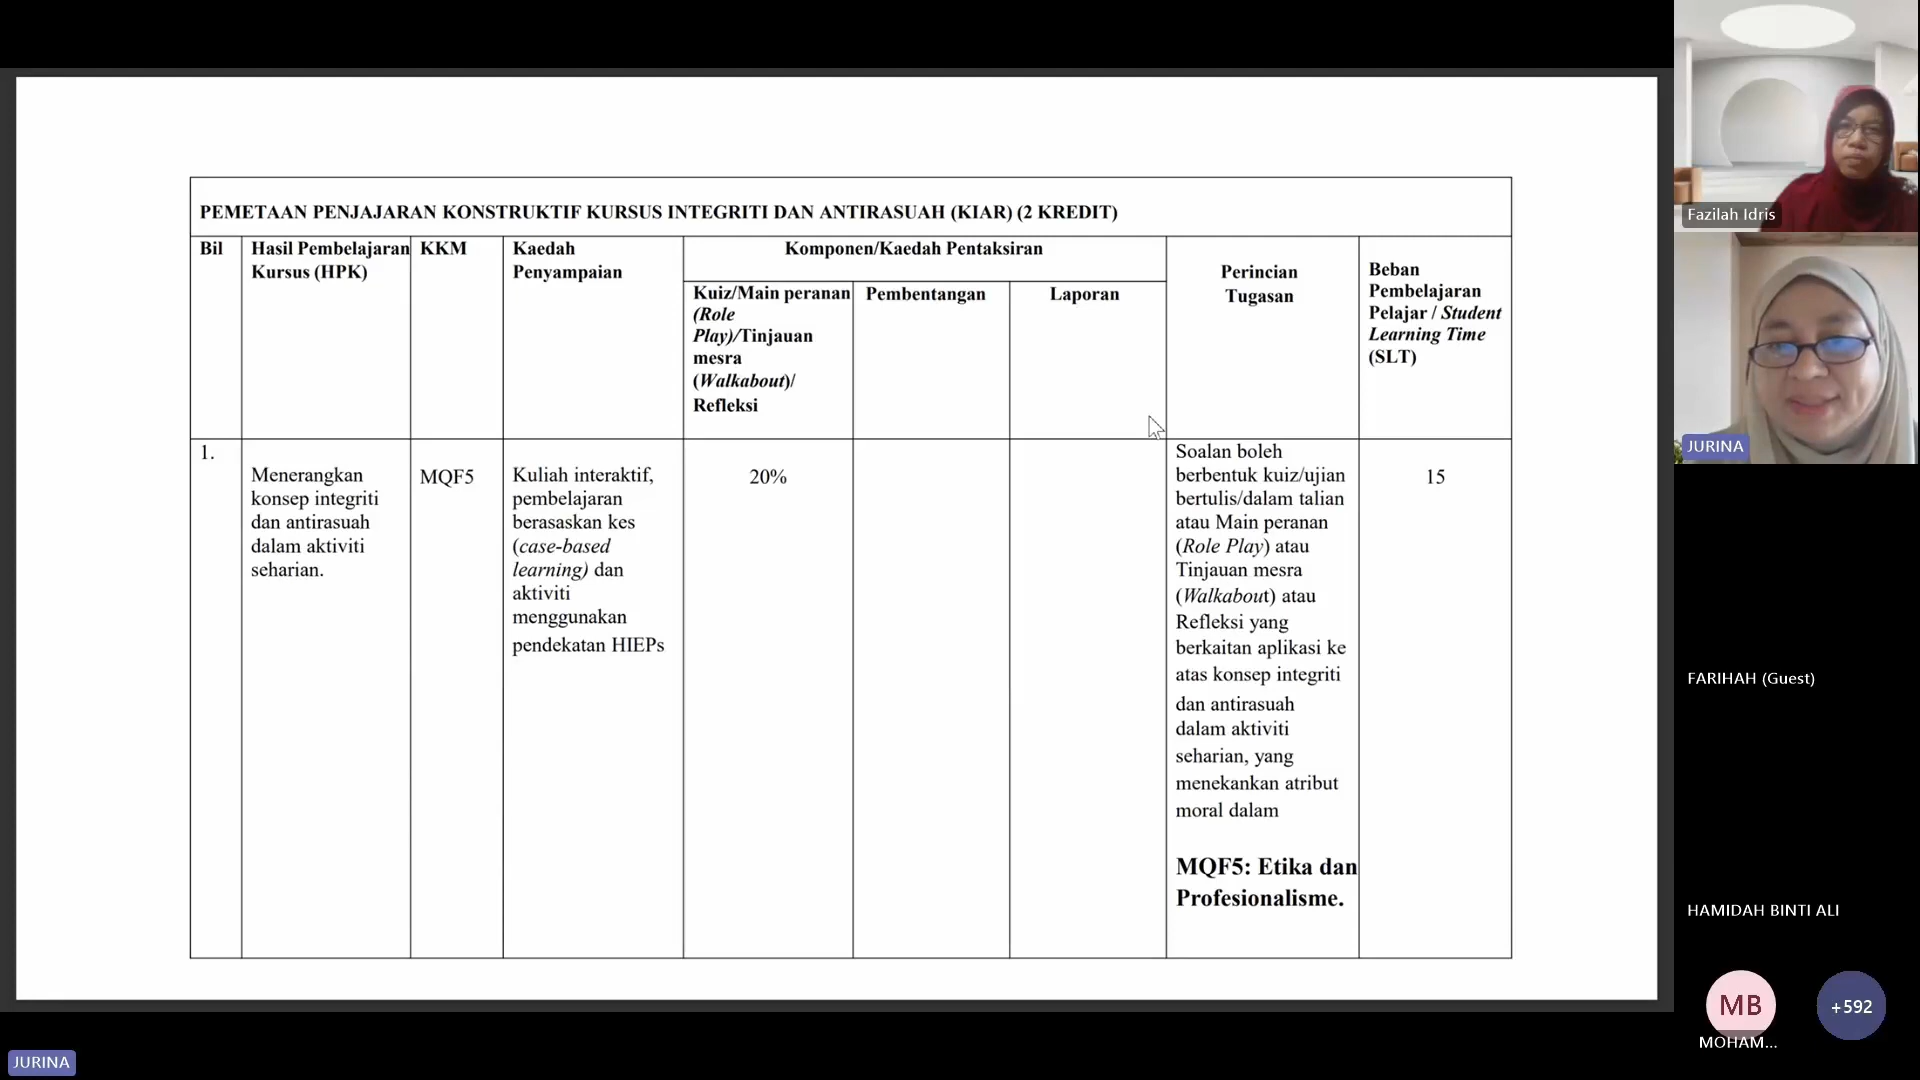 PEMETAAN PENJAJARAN KONSTRUKTIF KURSUS INTEGRITI DAN ANTIRASUAH (KIAR) (2 KREDIT)
Bil
Hasil Pembelajaran
Kursus (HPK)
KKM
Kaedah
Penyampaian
Komponen/Kaedah Pentaksiran
Kuiz/Main peranan
(Role
Play)/Tinjauan
mesra
(Walkabout)/
Refleksi
Pembentangan
Laporan
Perincian
Tugasan
Beban
Pembelajaran
Pelajar / Student
Learning Time
(SLT)
1.
Menerangkan
konsep integriti
dan antirasuah
dalam aktiviti
seharian.
MQF5
Kuliah interaktif,
pembelajaran
berasaskan kes
(case-based
learning) dan
aktiviti
menggunakan
pendekatan HIEPs
20%
Soalan boleh
berbentuk kuiz/ujian
bertulis/dalam talian
atau Main peranan
(Role Play) atau
Tinjauan mesra
(Walkabout) atau
Refleksi yang
berkaitan aplikasi ke
atas konsep integriti
dan antirasuah
dalam aktiviti
seharian, yang
menekankan atribut
moral dalam
MQF5: Etika dan
Profesionalisme.
15
Fazilah Idris
JURINA
FARIHAH (Guest)
HAMIDAH BINTI ALI
MB
+592
MOHAM...
JURINA